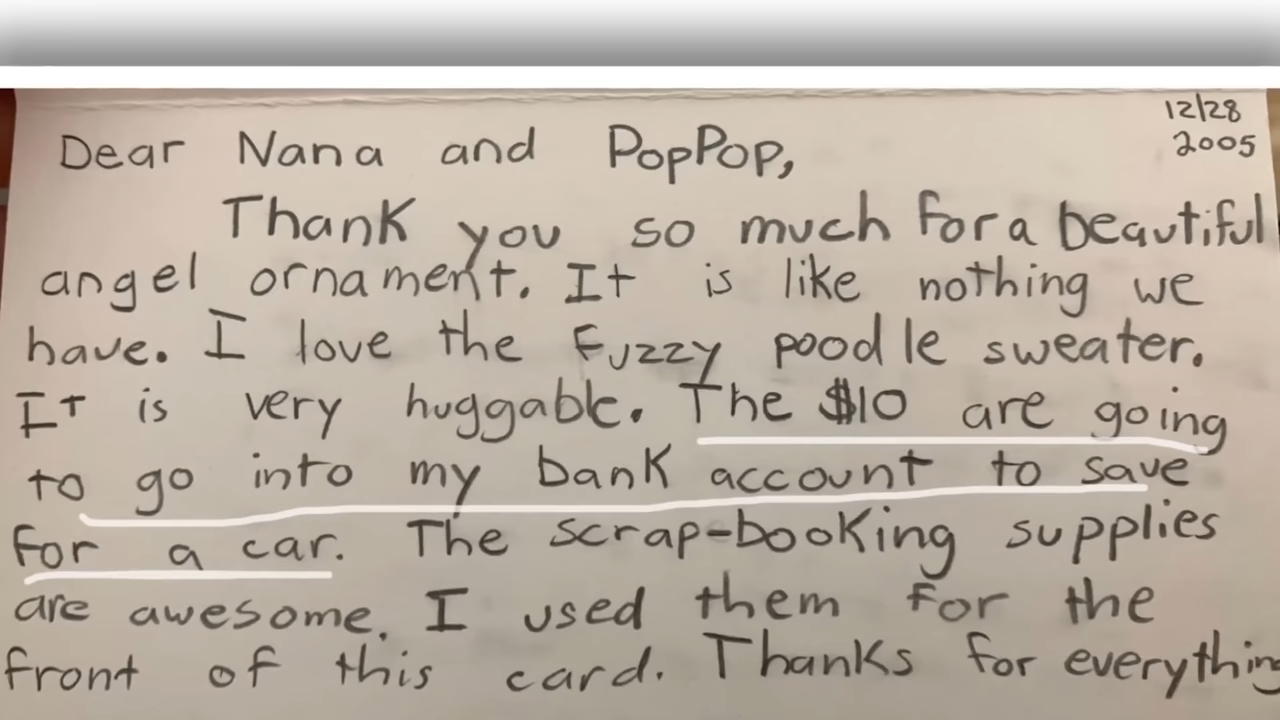 12/28
2005
Dear Nana and PopPop,
Thank you so much for a beautiful
angel ornament. It is like nothing we
have. I love the fuzzy poodle sweater.
It is very huggable. The $10 are going
to go into my bank account to save
for a car. The scrap-booking supplies
are awesome. I used them for the
front of this card. Thanks for everything